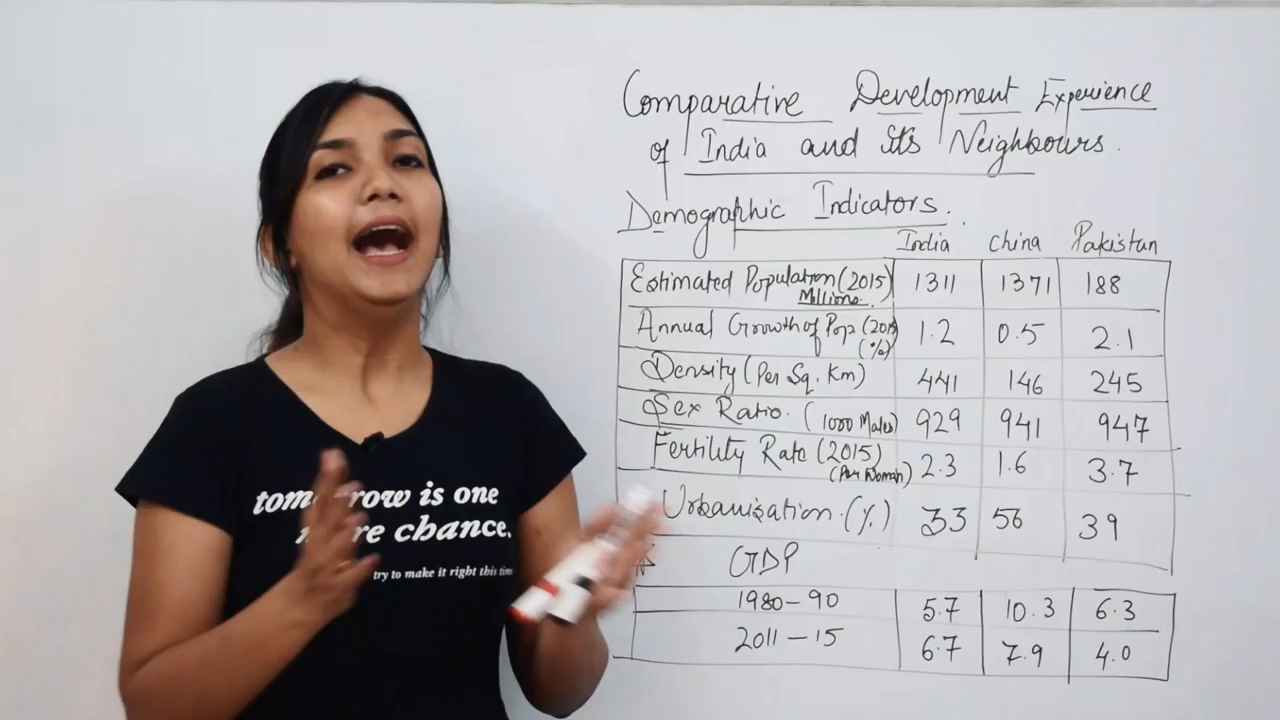 Comparative Development Experience
of India and Its Neighbours.
Demographic Indicators.
India China Pakistan
Estimated Population (2015) 1311 1371 188
Millions.
Annual Growth of Pop (2015) 1.2 0.5 2.1
(%)
Density (Per Sq. Km) 441 146 245
Sex Ratio. (1000 Males) 929 941 947
Fertility Rate (2015) 2.3 1.6 3.7
(Per Woman)
Urbanization. (%) 33 56 39
GDP
1980-90 5.7 10.3 6.3
2011-15 6.7 7.9 4.0
is one
chance.
try to make it right this